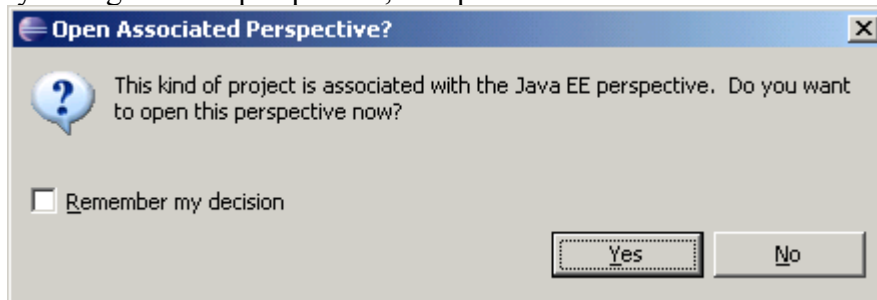 Open Associated Perspective?
This kind of project is associated with the Java EE perspective. Do you want
to open this perspective now?
Remember my decision
Yes No